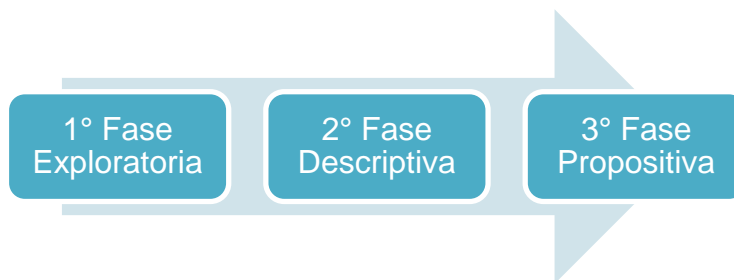 1° Fase
Exploratoria
2° Fase
Descriptiva
3° Fase
Propositiva